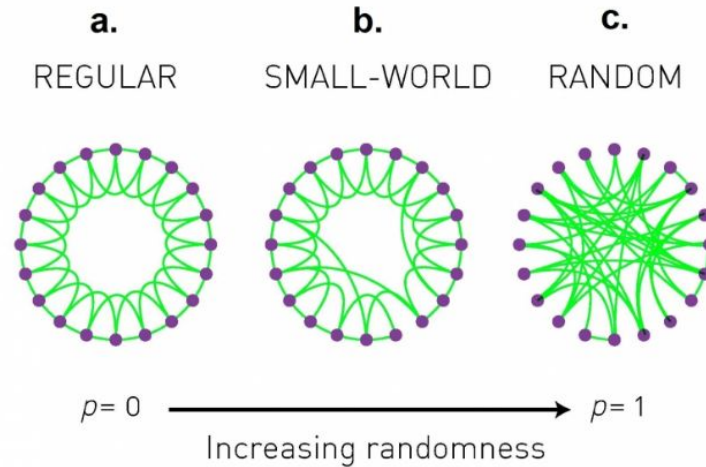 a. b. c.
REGULAR SMALL-WORLD RANDOM
p= 0 p= 1
Increasing randomness